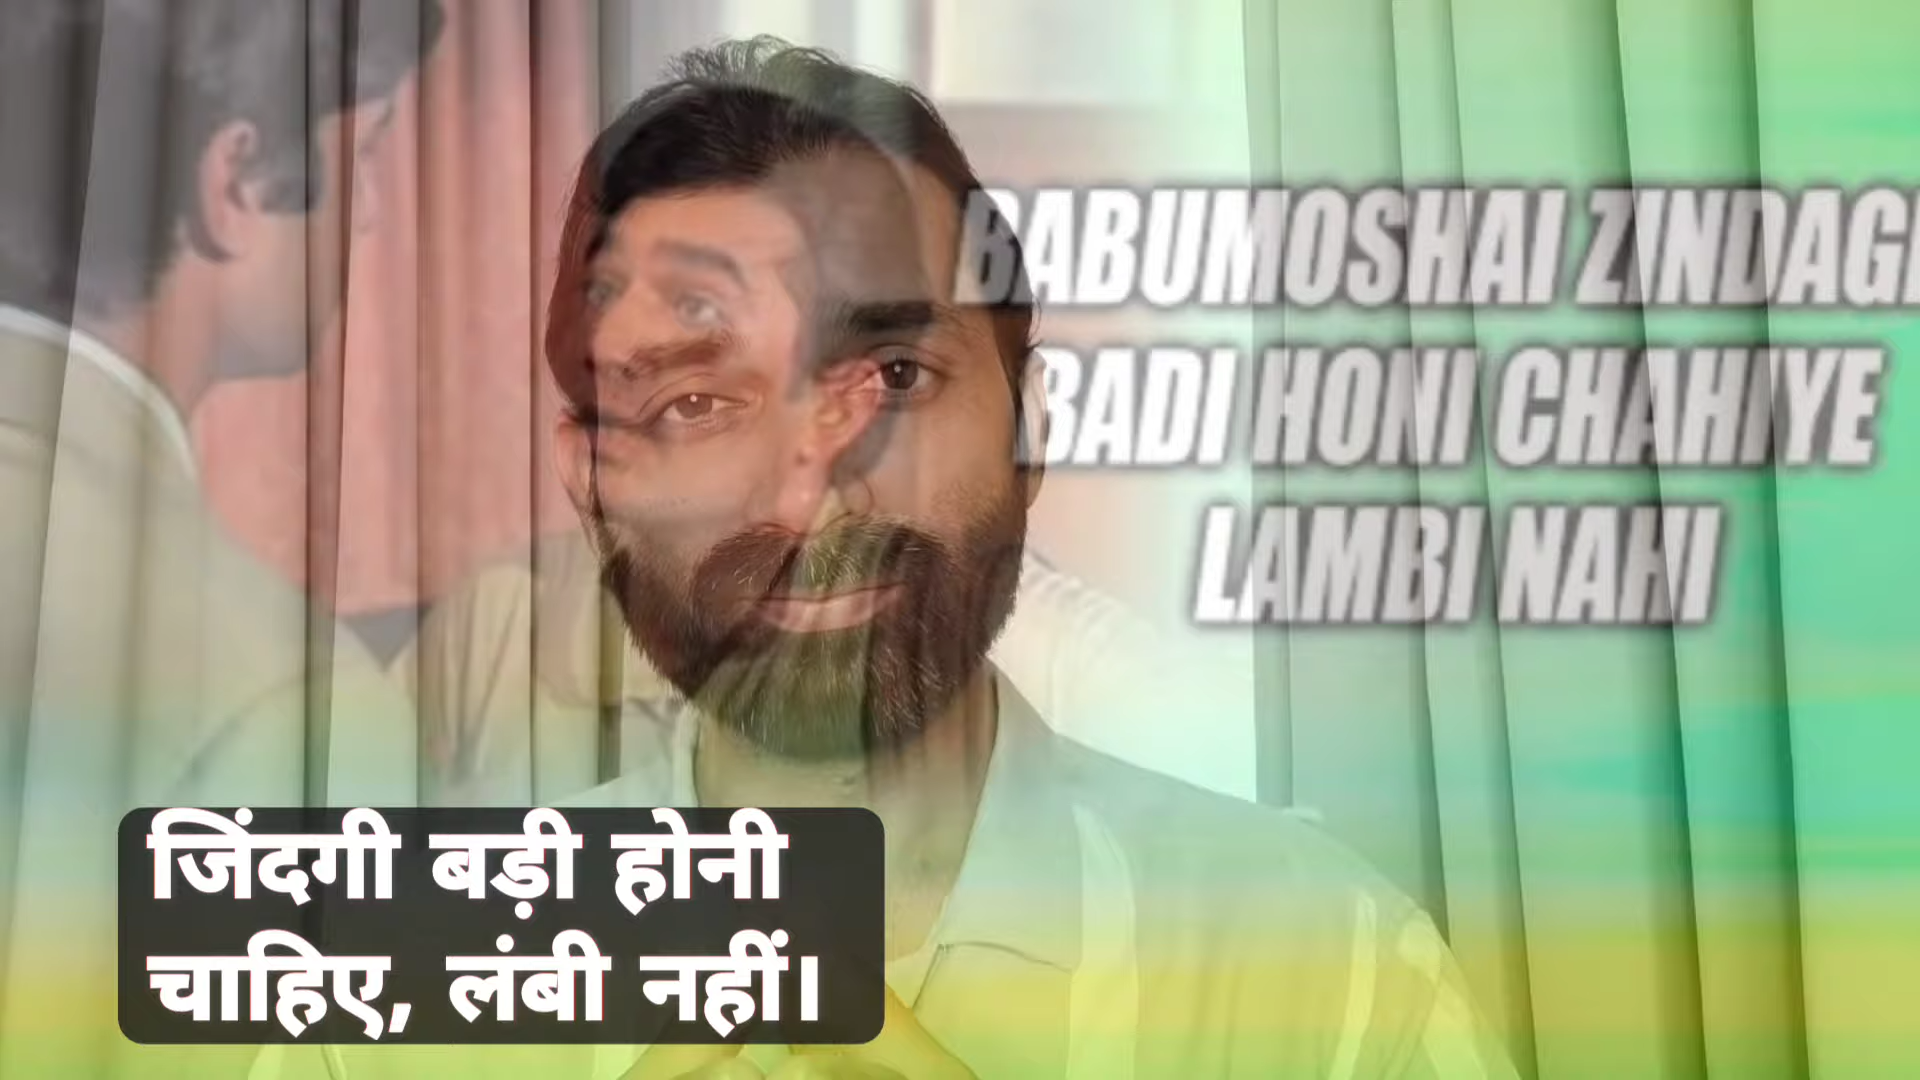 BABUMOSHAI ZINDAGI
BADI HONI CHAHIYE
LAMBI NAHI
जिंदगी बड़ी होनी
चाहिए, लंबी नहीं।